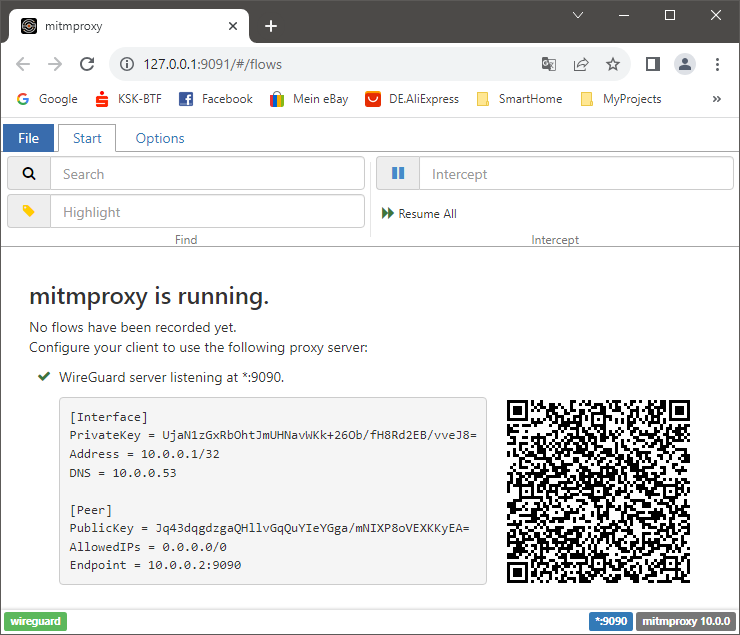 mitmproxy
127.0.0.1:9091/#/flows
Google KSK-BTF Facebook Mein eBay DE.AliExpress SmartHome MyProjects »
File Start Options
Search Intercept
Highlight Resume All
Find Intercept
mitmproxy is running.
No flows have been recorded yet.
Configure your client to use the following proxy server:
WireGuard server listening at *:9090.
[Interface]
PrivateKey = UjaN1zGxRbOhtJmUHNavWKk+26Ob/fH8Rd2EB/vveJ8=
Address = 10.0.0.1/32
DNS = 10.0.0.53
[Peer]
PublicKey = Jq43dqgdzgaQHllvGqQuYIeYGga/mNIXP8oVEXKKyEA=
AllowedIPs = 0.0.0.0/0
Endpoint = 10.0.0.2:9090
wireguard *:9090 mitmproxy 10.0.0